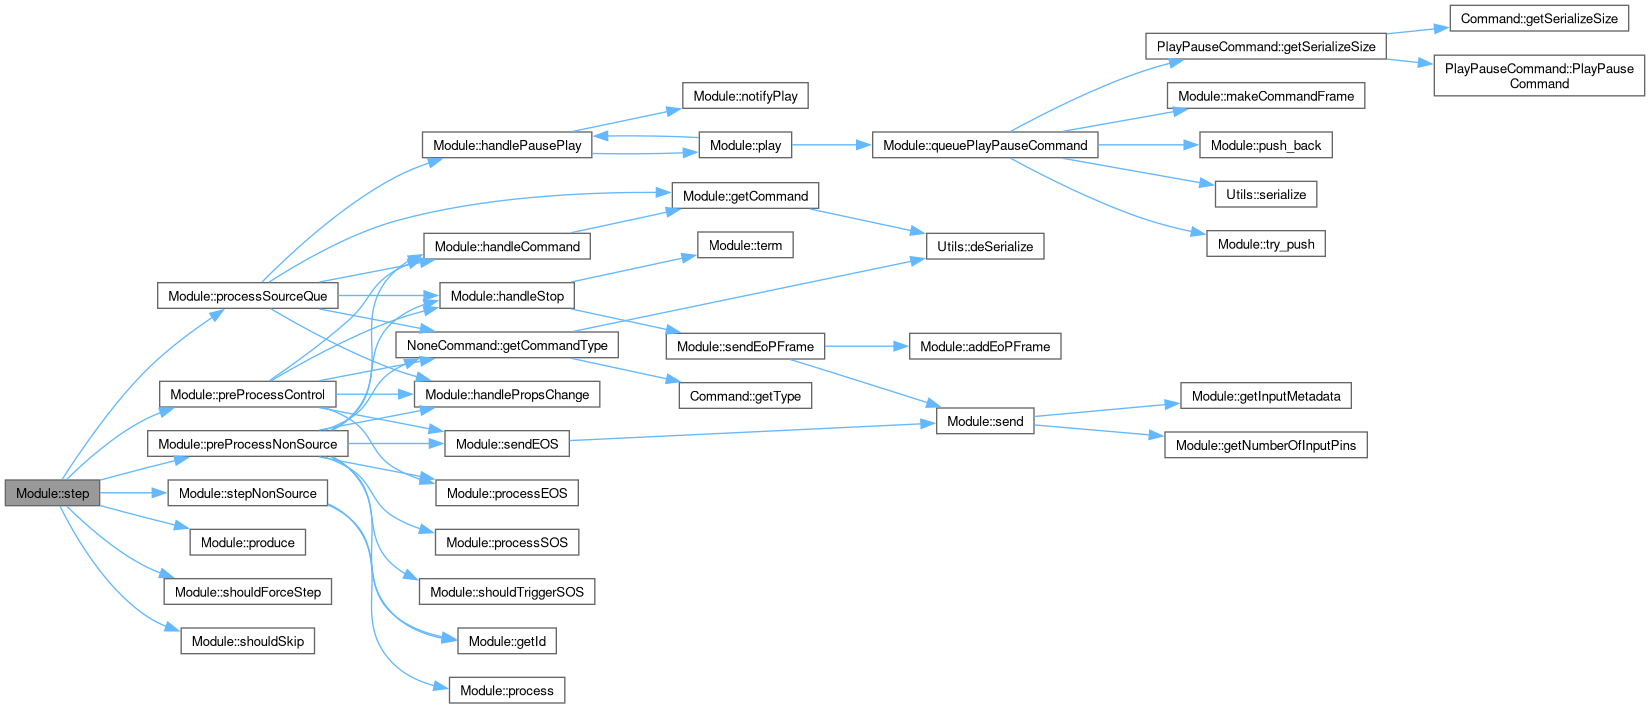 Command::getSerializeSize
PlayPauseCommand::getSerializeSize
PlayPauseCommand::PlayPause
Command
Module::notifyPlay
Module::makeCommandFrame
Module::handlePausePlay
Module::play
Module::queuePlayPauseCommand
Module::push_back
Module::getCommand
Utils::serialize
Module::handleCommand
Module::term
Utils::deSerialize
Module::try_push
Module::processSourceQue
Module::handleStop
NoneCommand::getCommandType
Module::sendEoPFrame
Module::addEoPFrame
Module::preProcessControl
Module::handlePropsChange
Command::getType
Module::getInputMetadata
Module::preProcessNonSource
Module::sendEOS
Module::send
Module::getNumberOfInputPins
Module::step
Module::stepNonSource
Module::processEOS
Module::produce
Module::processSOS
Module::shouldForceStep
Module::shouldTriggerSOS
Module::shouldSkip
Module::getId
Module::process